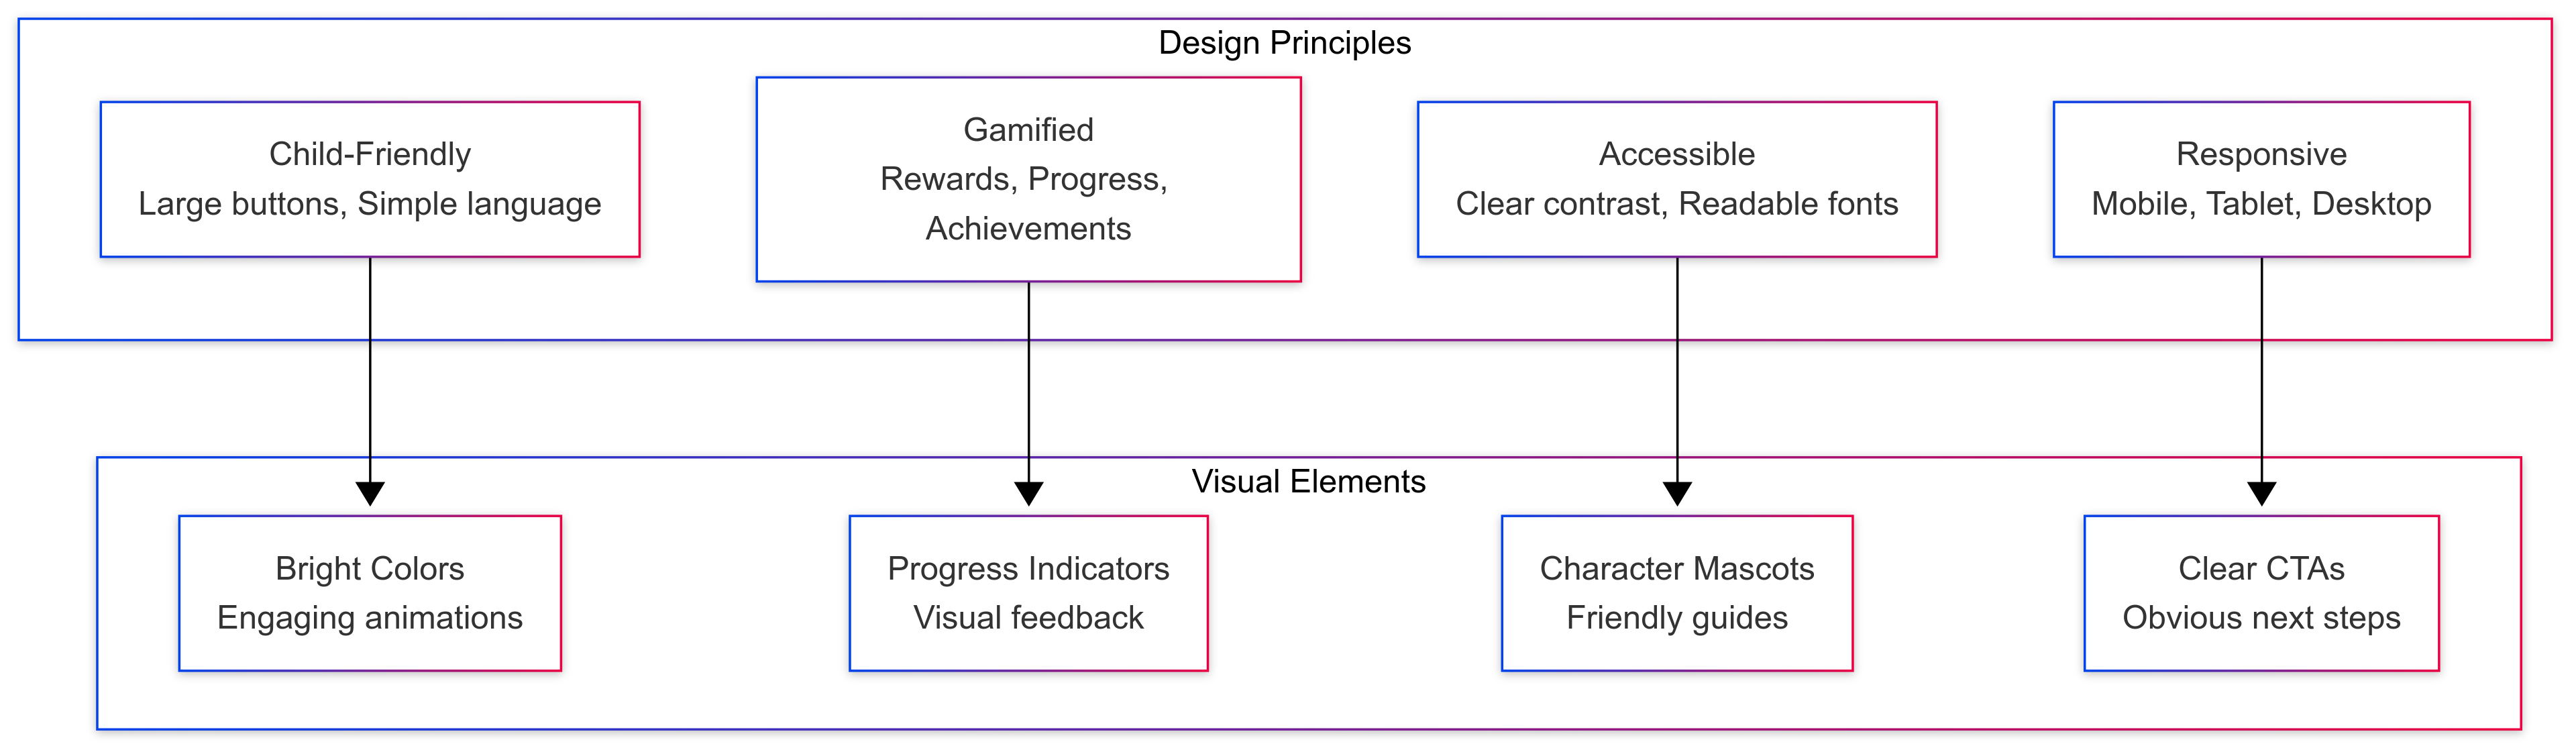 Design Principles
Child-Friendly
Large buttons, Simple language
Gamified
Rewards, Progress,
Achievements
Accessible
Clear contrast, Readable fonts
Responsive
Mobile, Tablet, Desktop
Visual Elements
Bright Colors
Engaging animations
Progress Indicators
Visual feedback
Character Mascots
Friendly guides
Clear CTAs
Obvious next steps